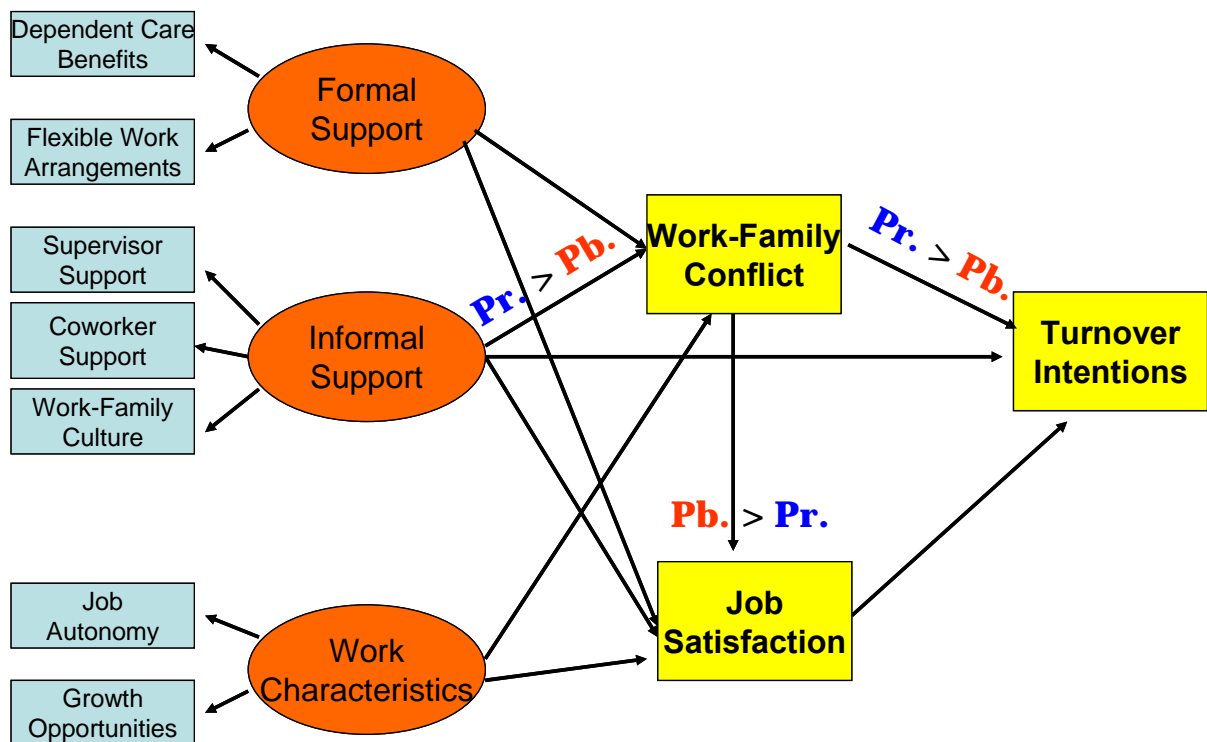 Dependent Care
Benefits
Formal
Support
Flexible Work
Arrangements
Supervisor
Support
Coworker
Support
Work-Family
Culture
Informal
Support
Pr. > Pb.
Work-Family
Conflict
Pr. > Pb.
Turnover
Intentions
Pb. > Pr.
Job
Satisfaction
Job
Autonomy
Growth
Opportunities
Work
Characteristics